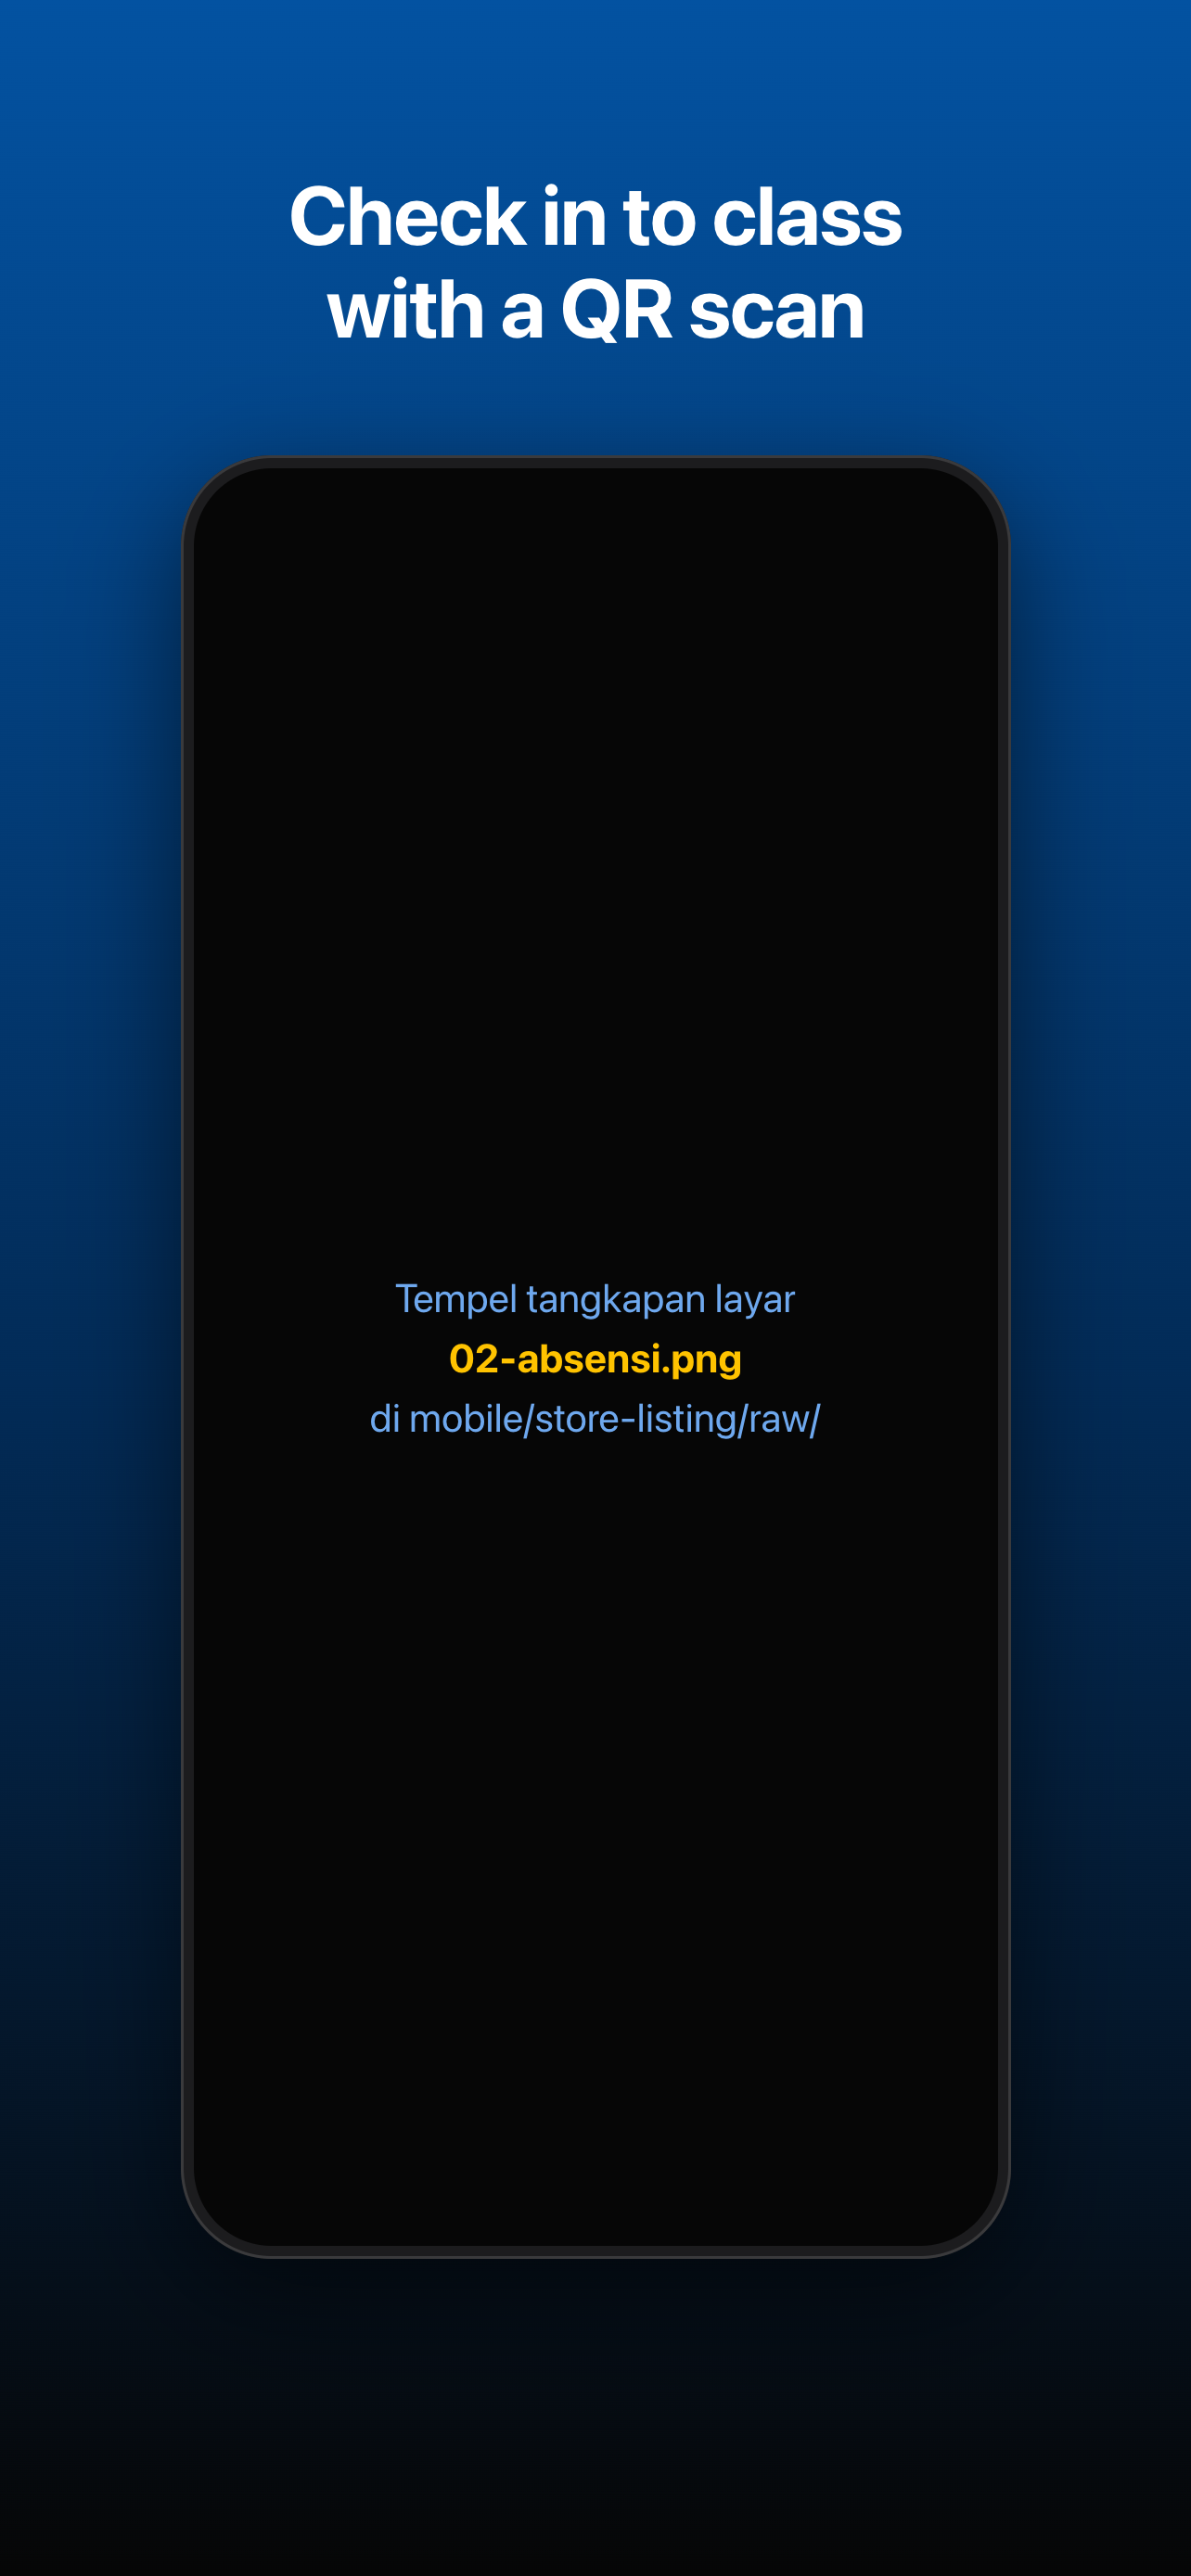 Check in to class
with a QR scan
Tempel tangkapan layar
02-absensi.png
di mobile/store-listing/raw/